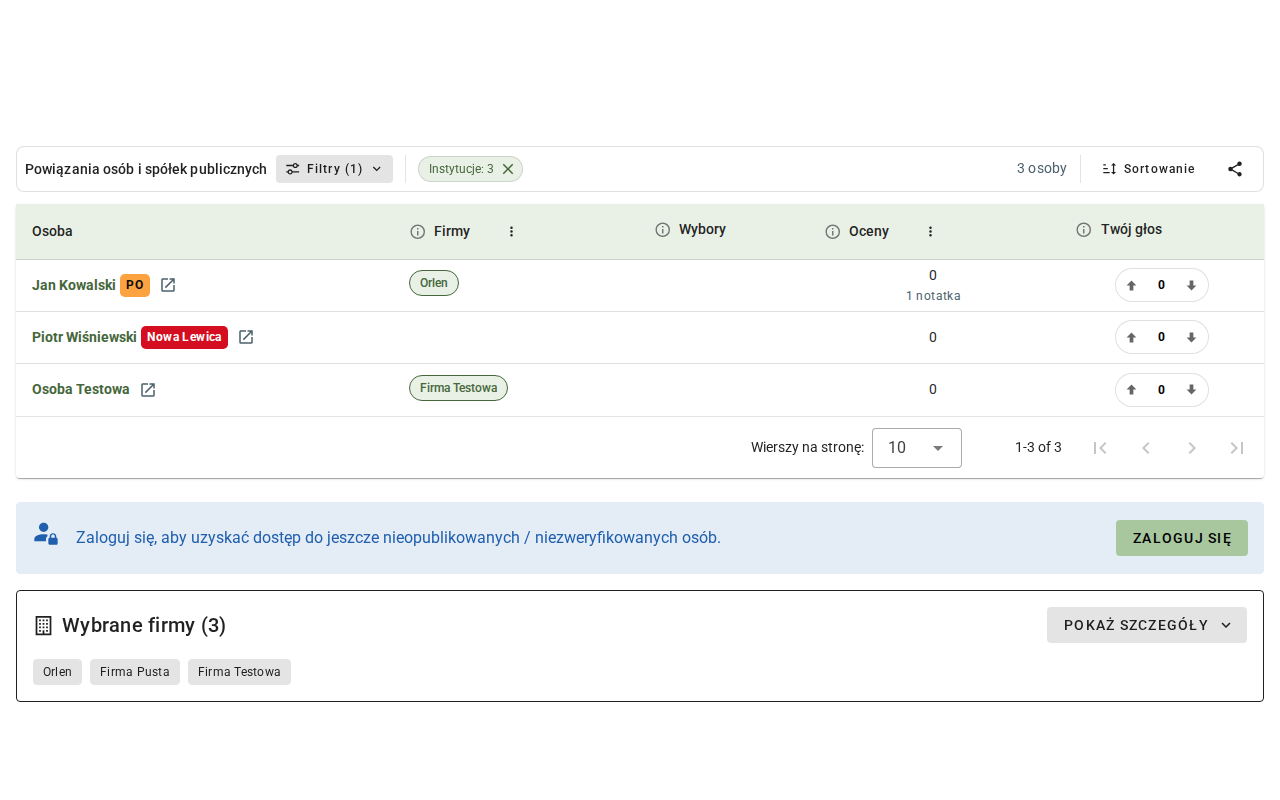 Powiązania osób i spółek publicznych Filtry (1) Instytucje: 3 3 osoby Sortowanie
Osoba Firmy Wybory Oceny Twój głos
Jan Kowalski PO Orlen 0 0
1 notatka
Piotr Wiśniewski Nowa Lewica 0 0
Osoba Testowa Firma Testowa 0 0
Wierszy na stronę: 10 1-3 of 3
Zaloguj się, aby uzyskać dostęp do jeszcze nieopublikowanych / niezweryfikowanych osób. ZALOGUJ SIĘ
Wybrane firmy (3) POKAŻ SZCZEGÓŁY
Orlen Firma Pusta Firma Testowa